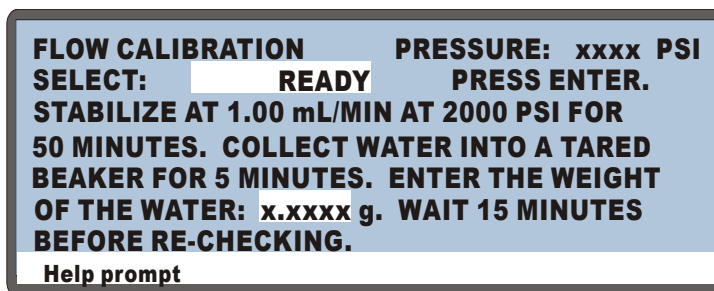 FLOW CALIBRATION PRESSURE: xxxx PSI
SELECT: READY PRESS ENTER.
STABILIZE AT 1.00 mL/MIN AT 2000 PSI FOR
50 MINUTES. COLLECT WATER INTO A TARED
BEAKER FOR 5 MINUTES. ENTER THE WEIGHT
OF THE WATER: x.xxxx g. WAIT 15 MINUTES
BEFORE RE-CHECKING.
Help prompt